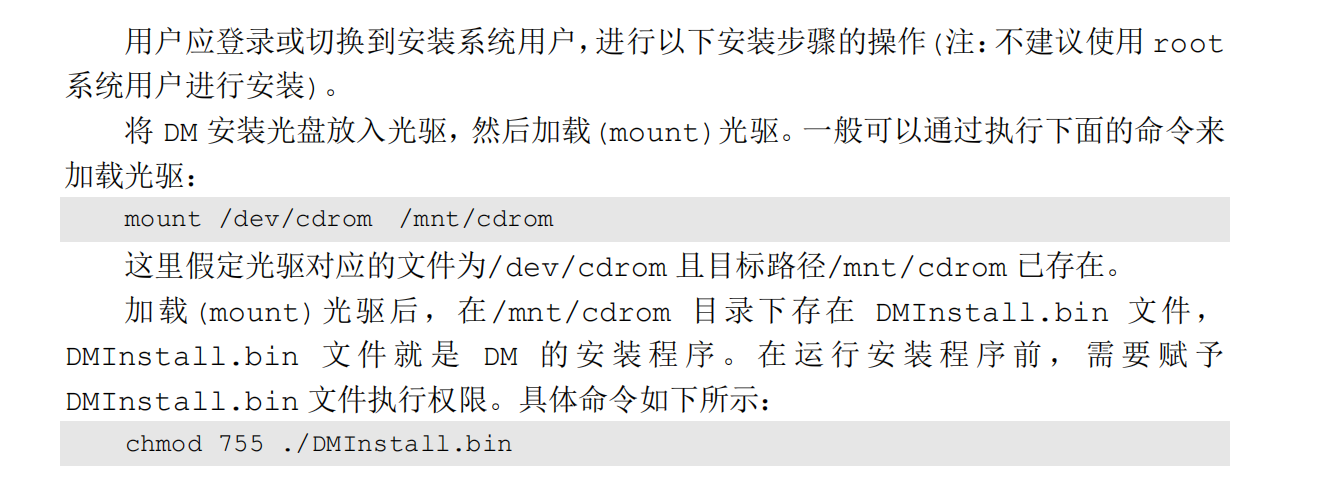 用户应登录或切换到安装系统用户,进行以下安装步骤的操作(注:不建议使用 root
系统用户进行安装)。
将 DM 安装光盘放入光驱,然后加载(mount)光驱。一般可以通过执行下面的命令来
加载光驱:
mount /dev/cdrom /mnt/cdrom
这里假定光驱对应的文件为/dev/cdrom 且目标路径/mnt/cdrom 已存在。
加载(mount)光驱后,在/mnt/cdrom 目录下存在 DMInstall.bin 文件,
DMInstall.bin 文件就是 DM 的安装程序。在运行安装程序前,需要赋予
DMInstall.bin 文件执行权限。具体命令如下所示:
chmod 755 ./DMInstall.bin